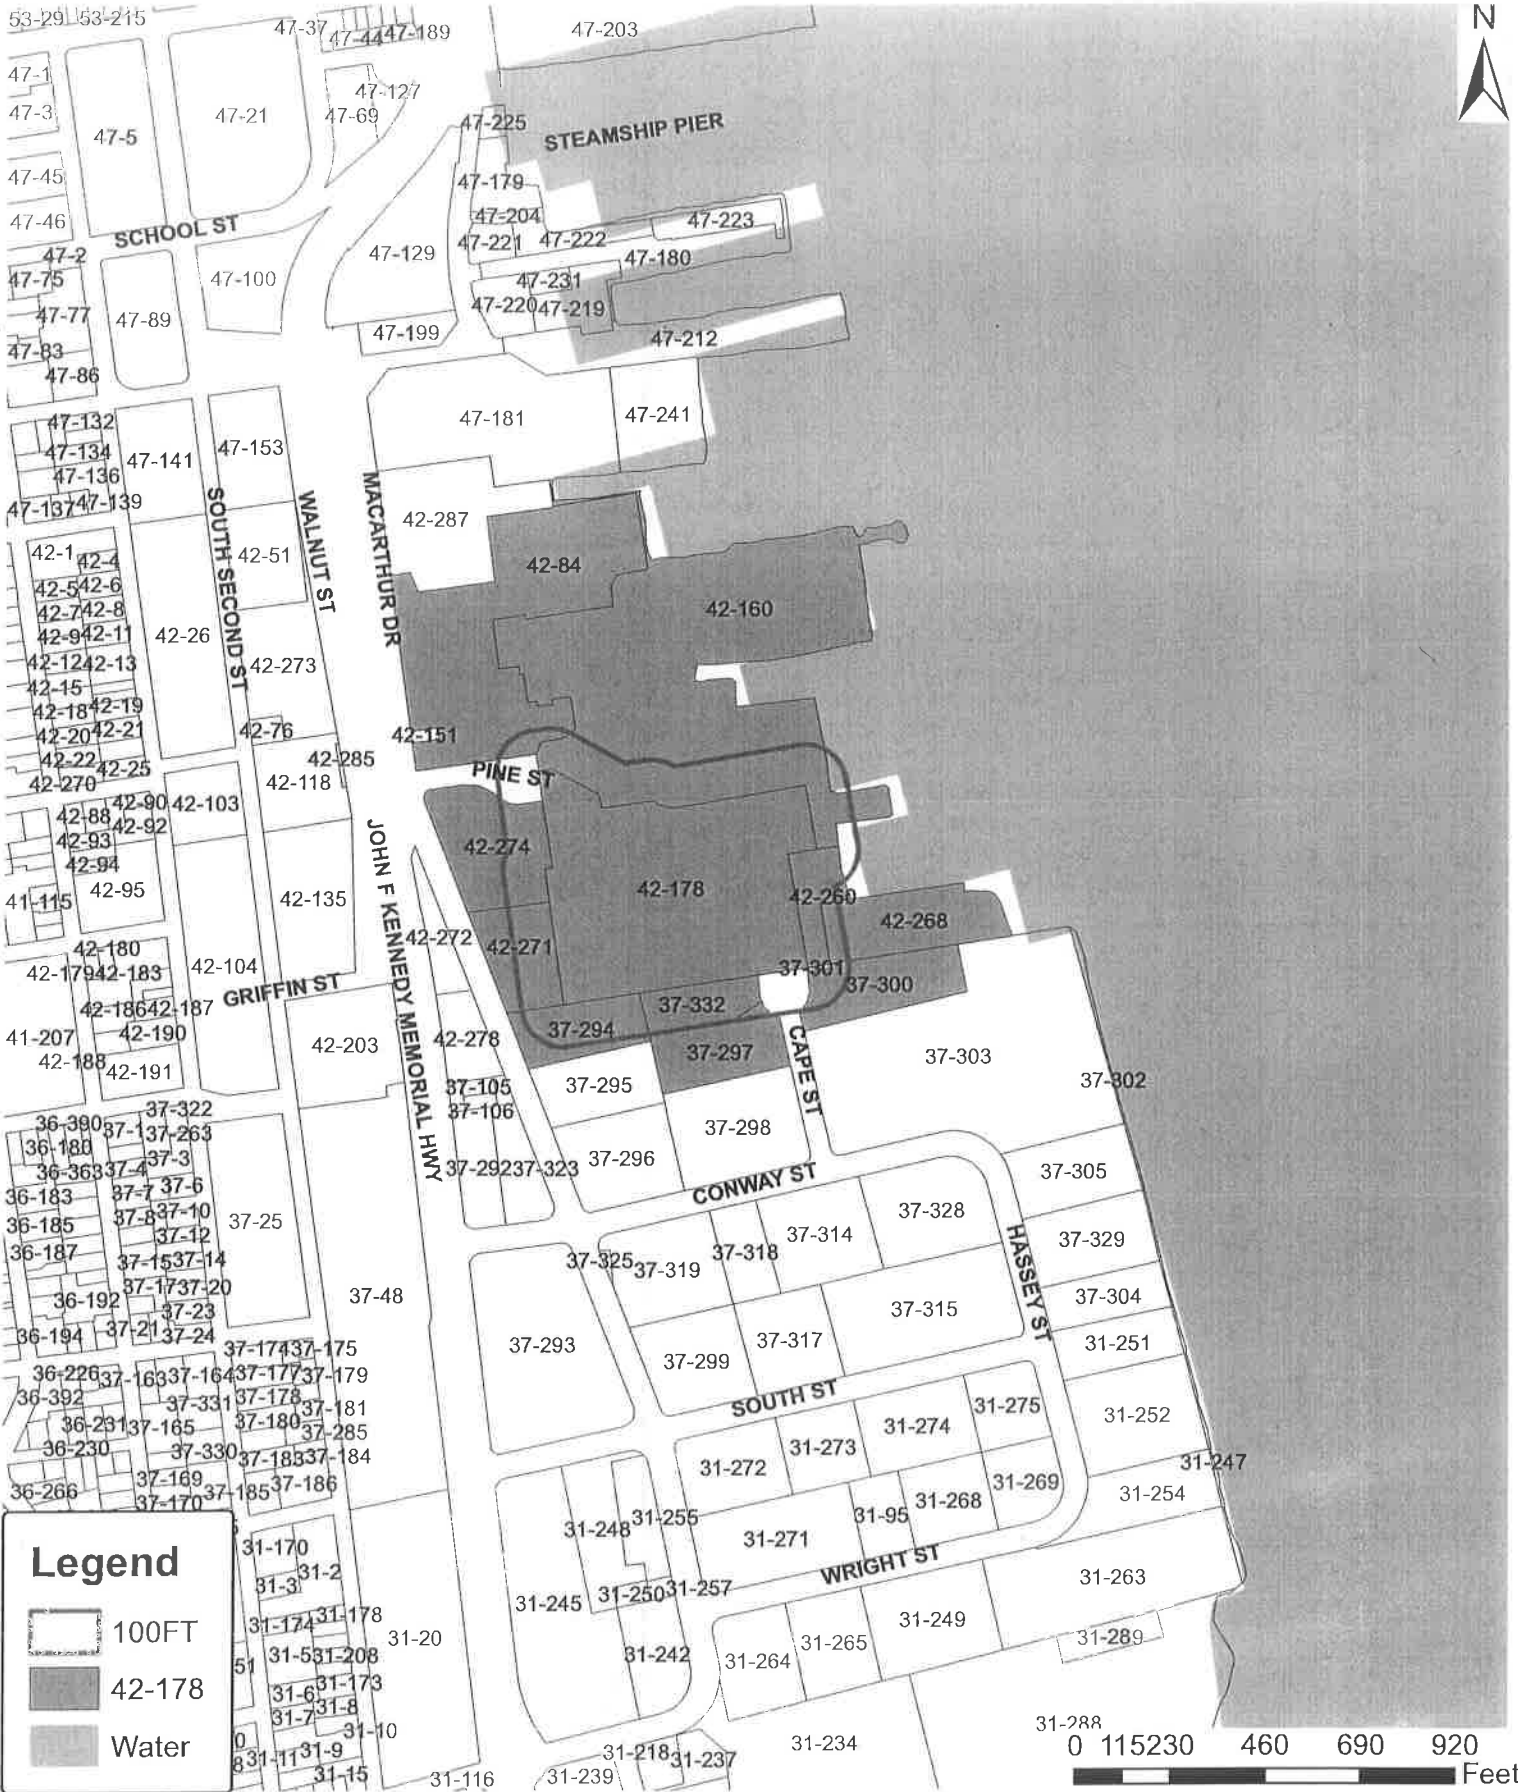 53-29 53-215 47-37 47-44 47-189 47-203 N
47-1 47-127
47-3 47-5 47-21 47-69 47-225 STEAMSHIP PIER
47-45 47-179
47-46 SCHOOL ST 47-204 47-223
47-2 47-129 47-221 47-222
47-75 47-100 47-231 47-180
47-77 47-89 47-220 47-219
47-83 47-199 47-212
47-86
47-132 47-181 47-241
47-134 47-141 47-153
47-136
47-137 47-139 SOUTH SECOND ST WALNUT ST MACARTHUR DR 42-287
42-1 42-4 42-51 42-84
42-5 42-6
42-7 42-8 42-160
42-9 42-11 42-26
42-12 42-13 42-273
42-15
42-18 42-19
42-20 42-21 42-76 42-151
42-22 42-25 42-285 PINE ST
42-270 42-118
42-88 42-90 42-103
42-93 42-92 JOHN F KENNEDY MEMORIAL HWY 42-274
42-94
41-115 42-95 42-135 42-178 42-260
42-268
42-180 42-272 42-271
42-179 42-183 42-104 37-301
42-186 42-187 GRIFFIN ST 37-332 37-300
41-207 42-190 42-203 42-278 37-294
42-188 42-191 37-297 CAPE ST 37-303
37-105 37-295 37-302
36-390 37-322 37-106
36-180 37-1 37-263 37-298
36-363 37-4 37-3 37-292 37-323 37-296
36-183 37-7 37-6 CONWAY ST 37-305
36-185 37-8 37-10 37-25 37-328
36-187 37-12 37-318 37-314 HASSEY ST 37-329
37-15 37-14 37-325 37-319
36-192 37-17 37-20 37-48 37-304
37-23 37-315
36-194 37-21 37-24 37-293 37-317
37-174 37-175 37-299 31-251
36-226 37-163 37-164 37-177 37-179
36-392 37-331 37-178 SOUTH ST 31-275
36-231 37-165 37-180 37-181 31-274 31-252
36-230 37-330 37-285 31-273
37-169 37-183 37-184 31-272 31-247
36-266 37-170 37-185 37-186 31-269 31-254
31-248 31-255 31-95 31-268
31-170 31-271
31-3 31-2 WRIGHT ST 31-263
31-245 31-250 31-257
31-174 31-178 31-249
31-5 31-208 31-20 31-265 31-289
51 31-242 31-264
31-6 31-173
31-7 31-8
31-10 31-288
31-11 31-9 31-218 31-237 31-234
31-15 31-116 31-239
Legend
100FT
42-178
Water
0 115 230 460 690 920
Feet